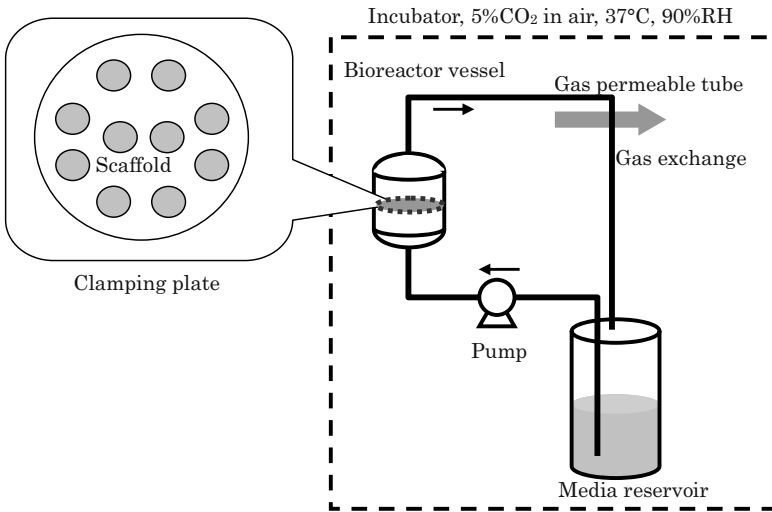 Incubator, 5%CO₂ in air, 37°C, 90%RH
Bioreactor vessel
Gas permeable tube
Gas exchange
Scaffold
Clamping plate
Pump
Media reservoir